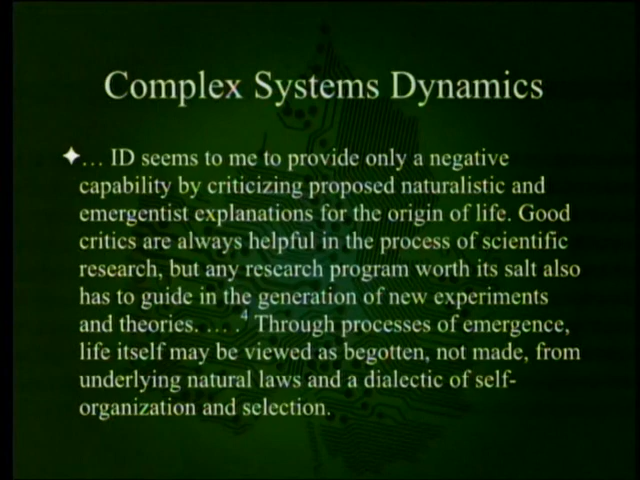 Complex Systems Dynamics
… ID seems to me to provide only a negative
capability by criticizing proposed naturalistic and
emergentist explanations for the origin of life. Good
critics are always helpful in the process of scientific
research, but any research program worth its salt also
has to guide in the generation of new experiments
and theories. … .4 Through processes of emergence,
life itself may be viewed as begotten, not made, from
underlying natural laws and a dialectic of self-
organization and selection.